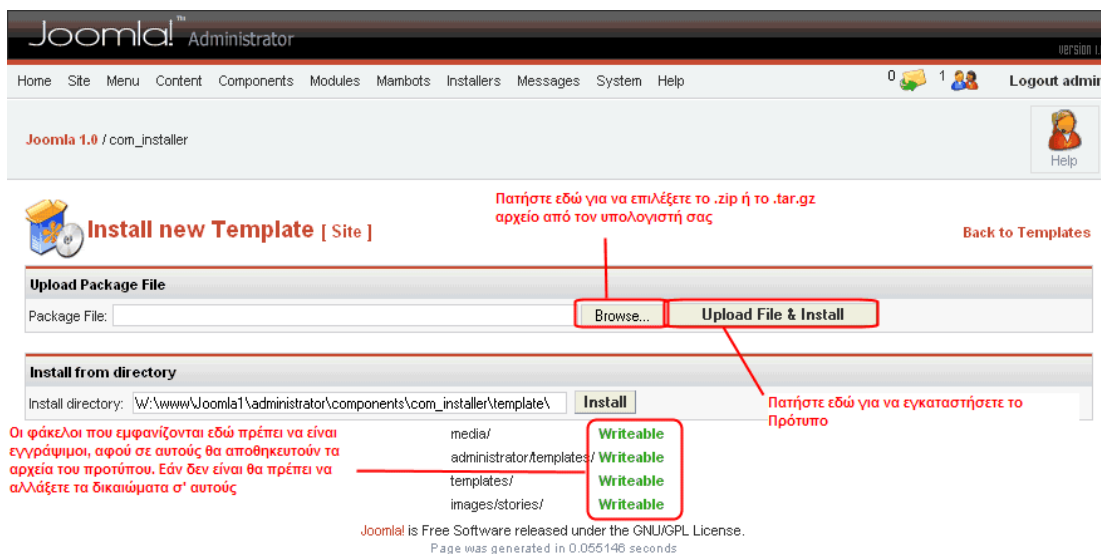 Joomla!™ Administrator
version 1.
Home Site Menu Content Components Modules Mambots Installers Messages System Help 0 1 Logout admin
Joomla 1.0 / com_installer
Help
Πατήστε εδώ για να επιλέξετε το .zip ή το .tar.gz
αρχείο από τον υπολογιστή σας
Install new Template [ Site ]
Back to Templates
Upload Package File
Package File: Browse... Upload File & Install
Install from directory
Install directory: W:\www\Joomla1\administrator\components\com_installer\template\ Install
Πατήστε εδώ για να εγκαταστήσετε το
Πρότυπο
Οι φάκελοι που εμφανίζονται εδώ πρέπει να είναι
εγγράψιμοι, αφού σε αυτούς θα αποθηκευτούν τα
αρχεία του προτύπου. Εάν δεν είναι θα πρέπει να
αλλάξετε τα δικαιώματα σ' αυτούς
media/ Writeable
administrator/templates/ Writeable
templates/ Writeable
images/stories/ Writeable
Joomla! is Free Software released under the GNU/GPL License.
Page was generated in 0.055146 seconds